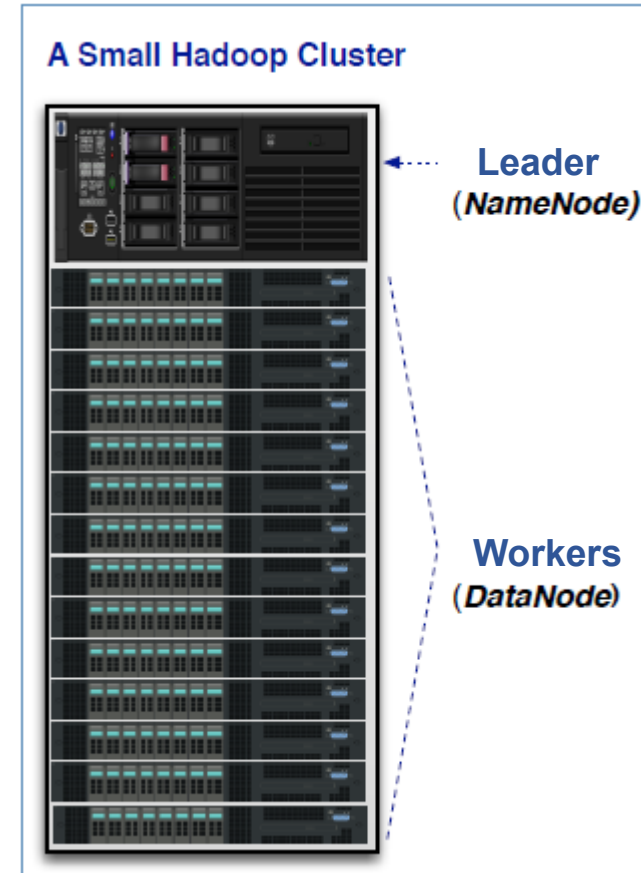 A Small Hadoop Cluster
Leader
(NameNode)
Workers
(DataNode)